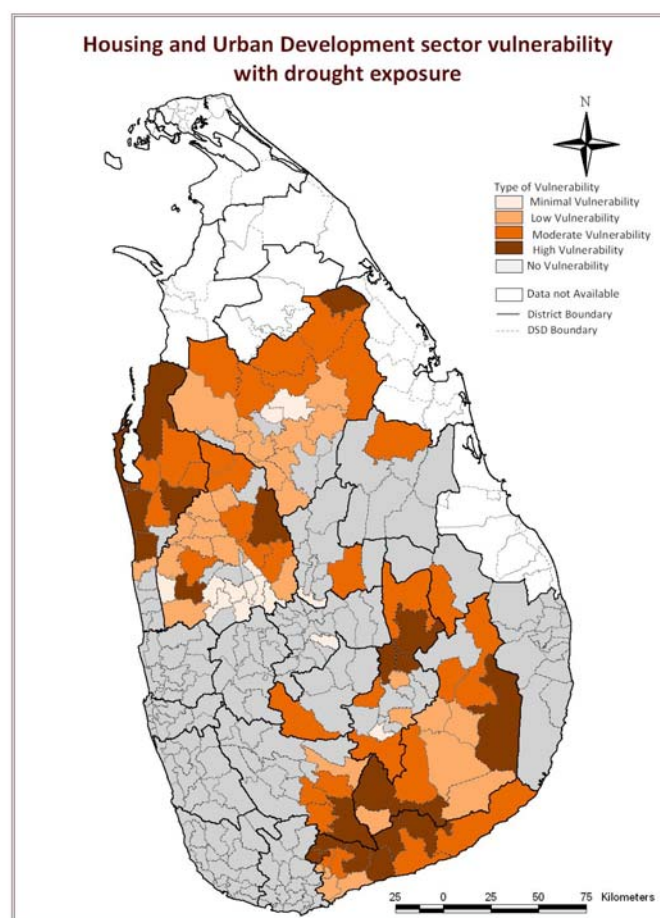 Housing and Urban Development sector vulnerability
with drought exposure
N
Type of Vulnerability
Minimal Vulnerability
Low Vulnerability
Moderate Vulnerability
High Vulnerability
No Vulnerability
Data not Available
District Boundary
DSD Boundary
25 0 25 50 75 Kilometers